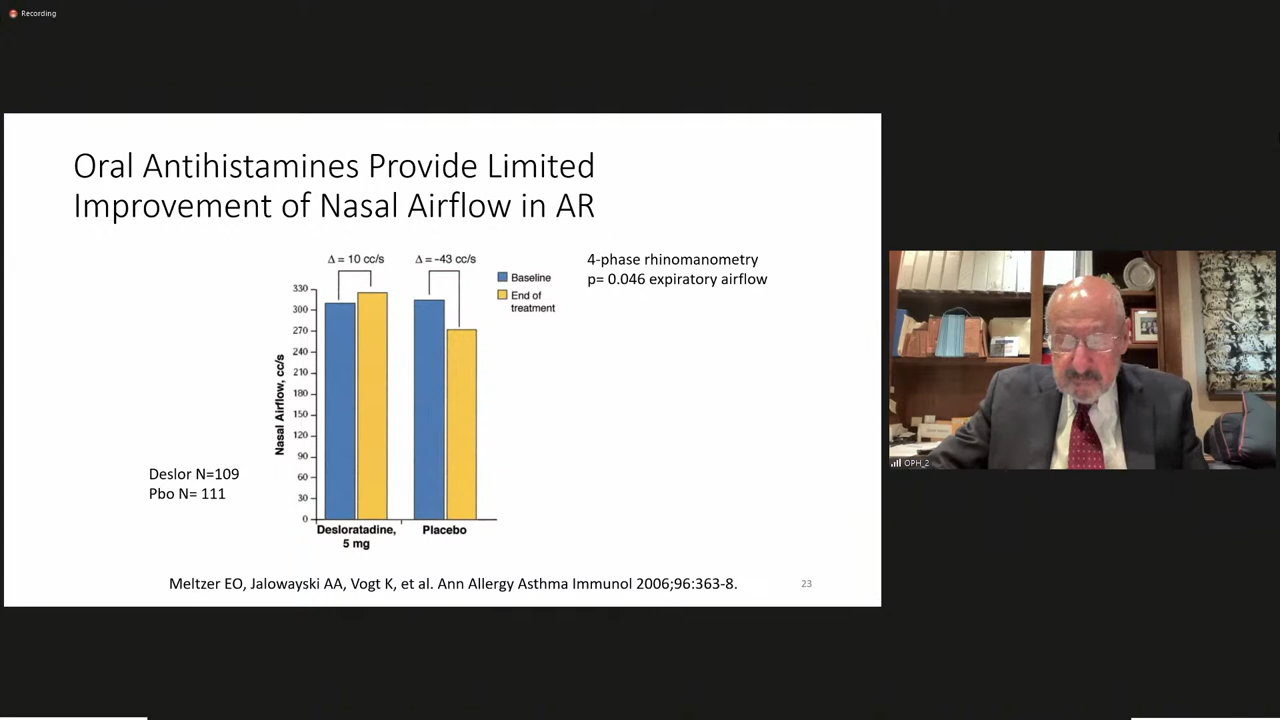 Recording
Oral Antihistamines Provide Limited
Improvement of Nasal Airflow in AR
Δ = 10 cc/s
Δ = -43 cc/s
Baseline
End of
treatment
4-phase rhinomanometry
p= 0.046 expiratory airflow
Nasal Airflow, cc/s
330
300
270
240
210
180
150
120
90
60
30
0
Desloratadine,
5 mg
Placebo
Deslor N=109
Pbo N= 111
Meltzer EO, Jalowayski AA, Vogt K, et al. Ann Allergy Asthma Immunol 2006;96:363-8.
23
OPH_2